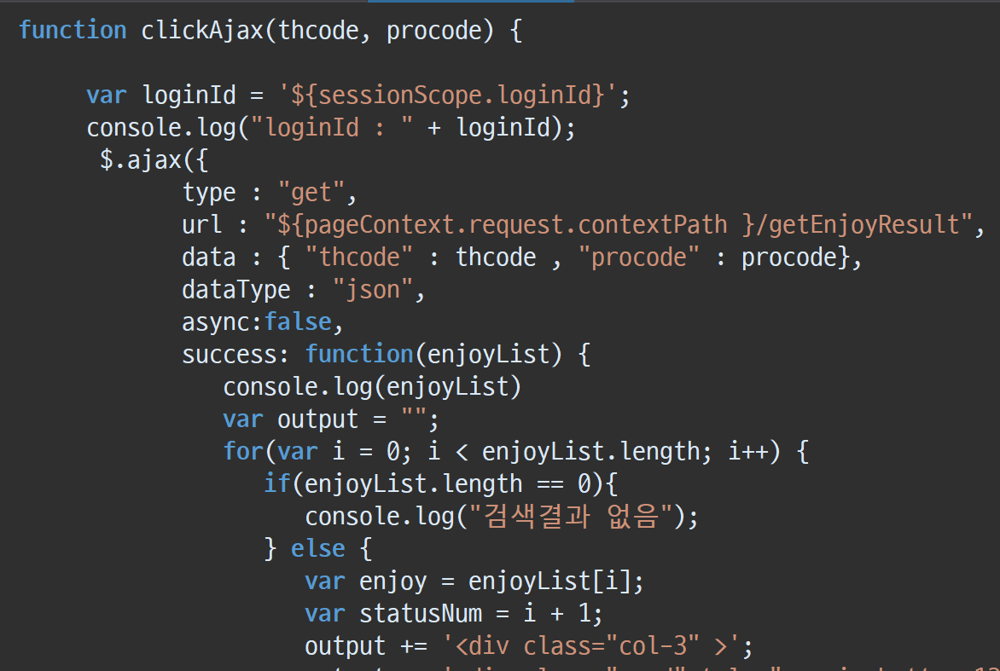 function clickAjax(thcode, procode) {
var loginId = '${sessionScope.loginId}';
console.log("loginId : " + loginId);
$.ajax({
type : "get",
url : "${pageContext.request.contextPath }/getEnjoyResult",
data : { "thcode" : thcode , "procode" : procode},
dataType : "json",
async:false,
success: function(enjoyList) {
console.log(enjoyList)
var output = "";
for(var i = 0; i < enjoyList.length; i++) {
if(enjoyList.length == 0){
console.log("검색결과 없음");
} else {
var enjoy = enjoyList[i];
var statusNum = i + 1;
output += '<div class="col-3" >';